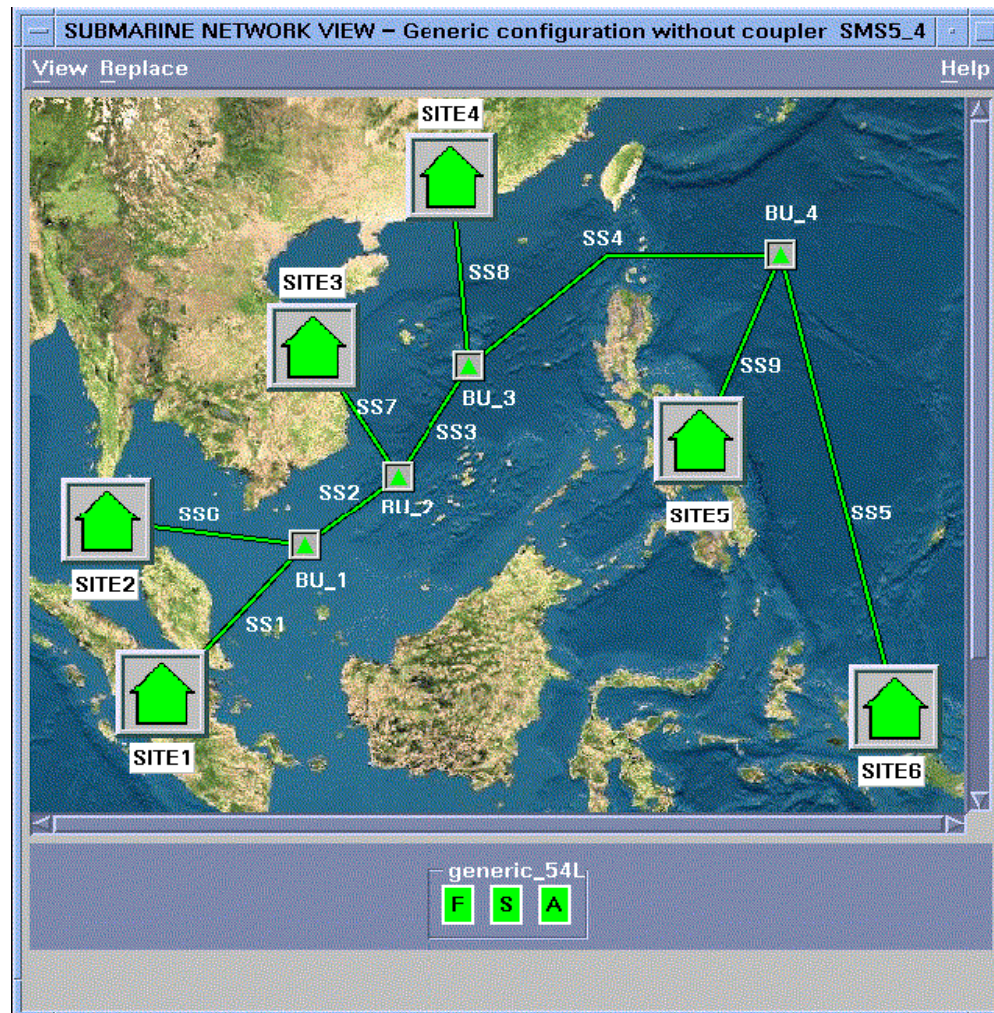 SUBMARINE NETWORK VIEW – Generic configuration without coupler SMS5_4
View Replace Help
SITE4
BU_4
SS4
SS8
SITE3
SS9
BU_3
SS7
SS3
SS2
BU_2
SS6
SITE5
SS5
BU_1
SITE2
SS1
SITE1
SITE6
generic_54L
F S A